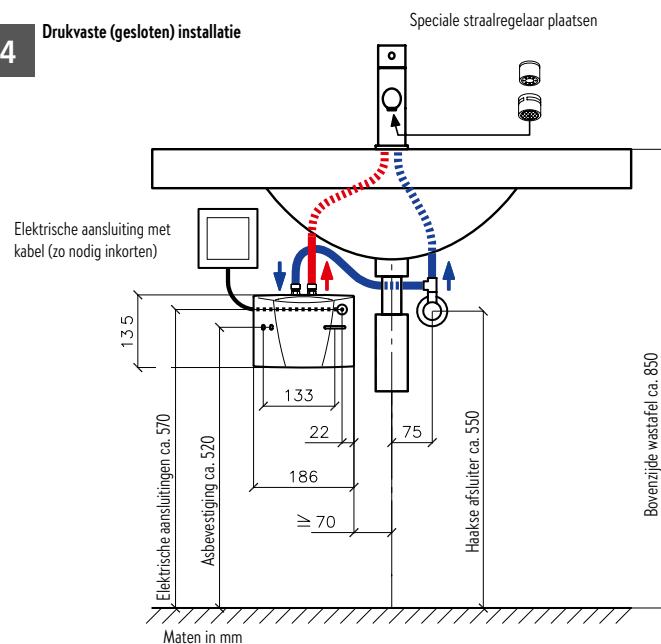 4
Drukvaste (gesloten) installatie
Speciale straalregelaar plaatsen
Elektrische aansluiting met
kabel (zo nodig inkorten)
135
133
22
75
186
≥ 70
Elektrische aansluitingen ca. 570
Asbevestiging ca. 520
Haakse afsluiter ca. 550
Bovenzijde wastafel ca. 850
Maten in mm